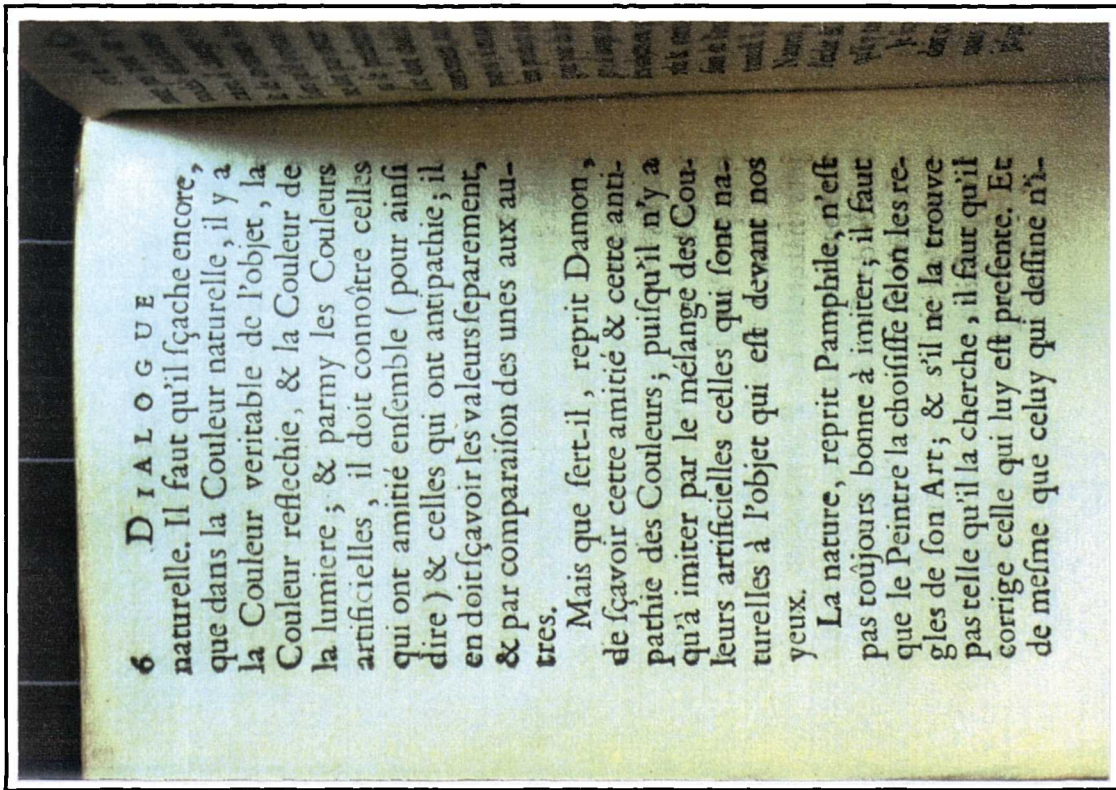 6 DIALOGUE
naturelle. Il faut qu'il ſçache encore,
que dans la Couleur naturelle, il y a
la Couleur veritable de l'objet, la
Couleur reflechie, & la Couleur de
la lumiere ; & parmy les Couleurs
artificielles, il doit connoître celles
qui ont amitié enſemble ( pour ainſi
dire ) & celles qui ont antipathie ; il
en doit ſçavoir les valeurs ſeparement,
& par comparaiſon des unes aux au-
tres.
Mais que ſert-il, reprit Damon,
de ſçavoir cette amitié & cette anti-
pathie des Couleurs ; puiſqu'il n'y a
qu'à imiter par le mélange des Cou-
leurs artificielles celles qui ſont na-
turelles à l'objet qui eſt devant nos
yeux.
La nature, reprit Pamphile, n'eſt
pas toûjours bonne à imiter ; il faut
que le Peintre la choiſiſſe ſelon les re-
gles de ſon Art ; & s'il ne la trouve
pas telle qu'il la cherche, il faut qu'il
corrige celle qui luy eſt preſente. Et
de meſme que celuy qui deſſine n'i-